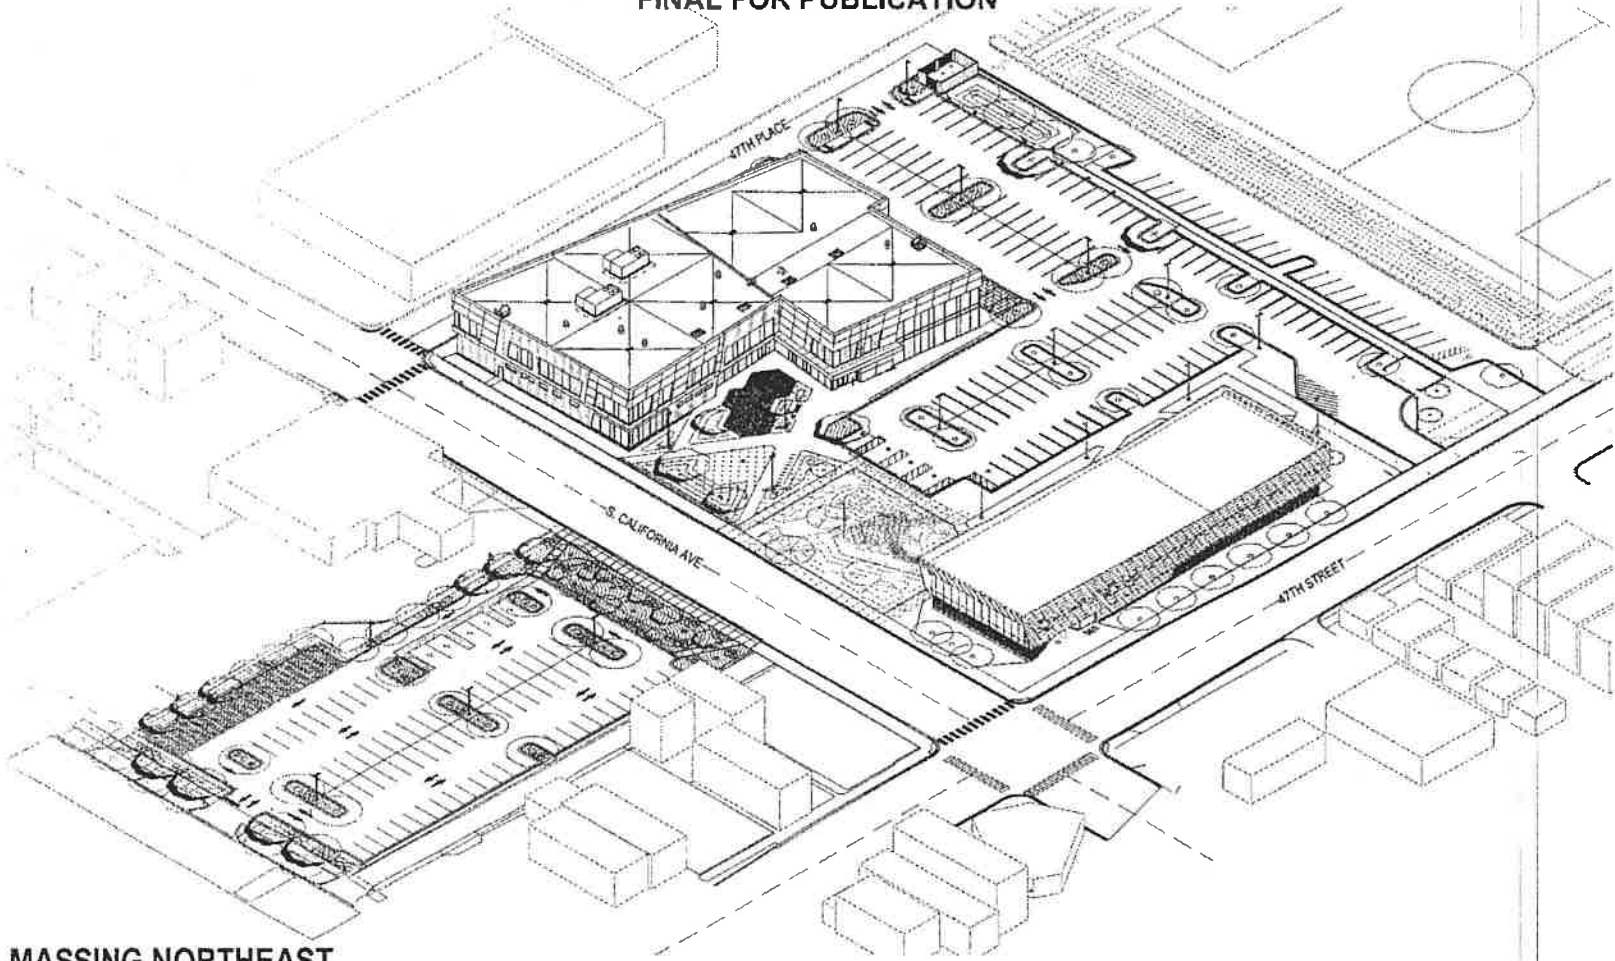 FINAL FOR PUBLICATION
47TH PLACE
S. CALIFORNIA AVE
47TH STREET
MASSING NORTHEAST